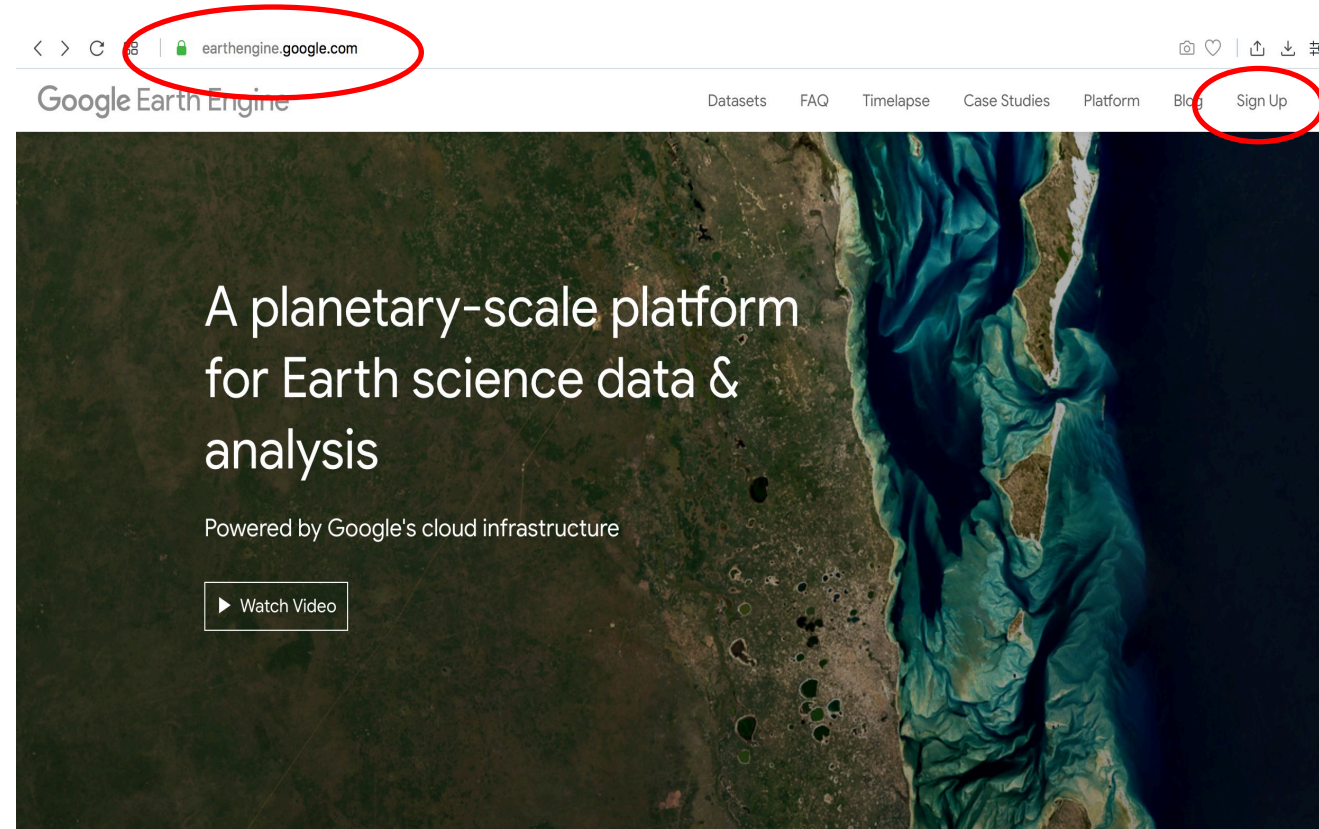 earthengine.google.com
Google Earth Engine
Datasets FAQ Timelapse Case Studies Platform Blog Sign Up
A planetary-scale platform
for Earth science data &
analysis
Powered by Google's cloud infrastructure
Watch Video